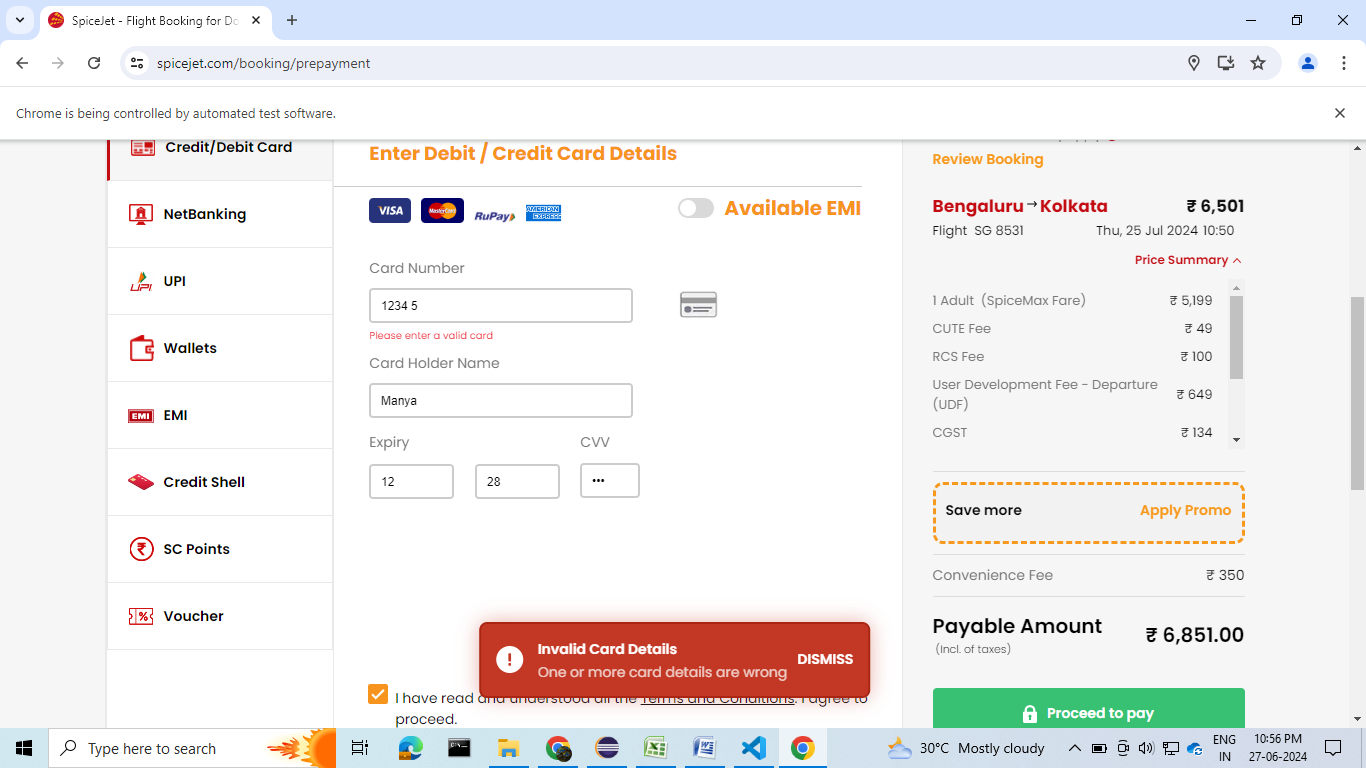 SpiceJet - Flight Booking for Do
spicejet.com/booking/prepayment
Chrome is being controlled by automated test software.
Credit/Debit Card
NetBanking
UPI
UPI
Wallets
EMI
EMI
Credit Shell
SC Points
Voucher
Enter Debit / Credit Card Details
VISA
MasterCard
RuPay
AMERICAN EXPRESS
Available EMI
Card Number
1234 5
Please enter a valid card
Card Holder Name
Manya
Expiry
CVV
12
28
•••
Invalid Card Details
One or more card details are wrong
DISMISS
I have read and understood all the Terms and Conditions. I agree to
proceed.
Review Booking
Bengaluru → Kolkata ₹ 6,501
Flight SG 8531 Thu, 25 Jul 2024 10:50
Price Summary
1 Adult (SpiceMax Fare) ₹ 5,199
CUTE Fee ₹ 49
RCS Fee ₹ 100
User Development Fee - Departure
(UDF) ₹ 649
CGST ₹ 134
Save more Apply Promo
Convenience Fee ₹ 350
Payable Amount ₹ 6,851.00
(Incl. of taxes)
Proceed to pay
Type here to search
30°C Mostly cloudy
ENG
IN
10:56 PM
27-06-2024